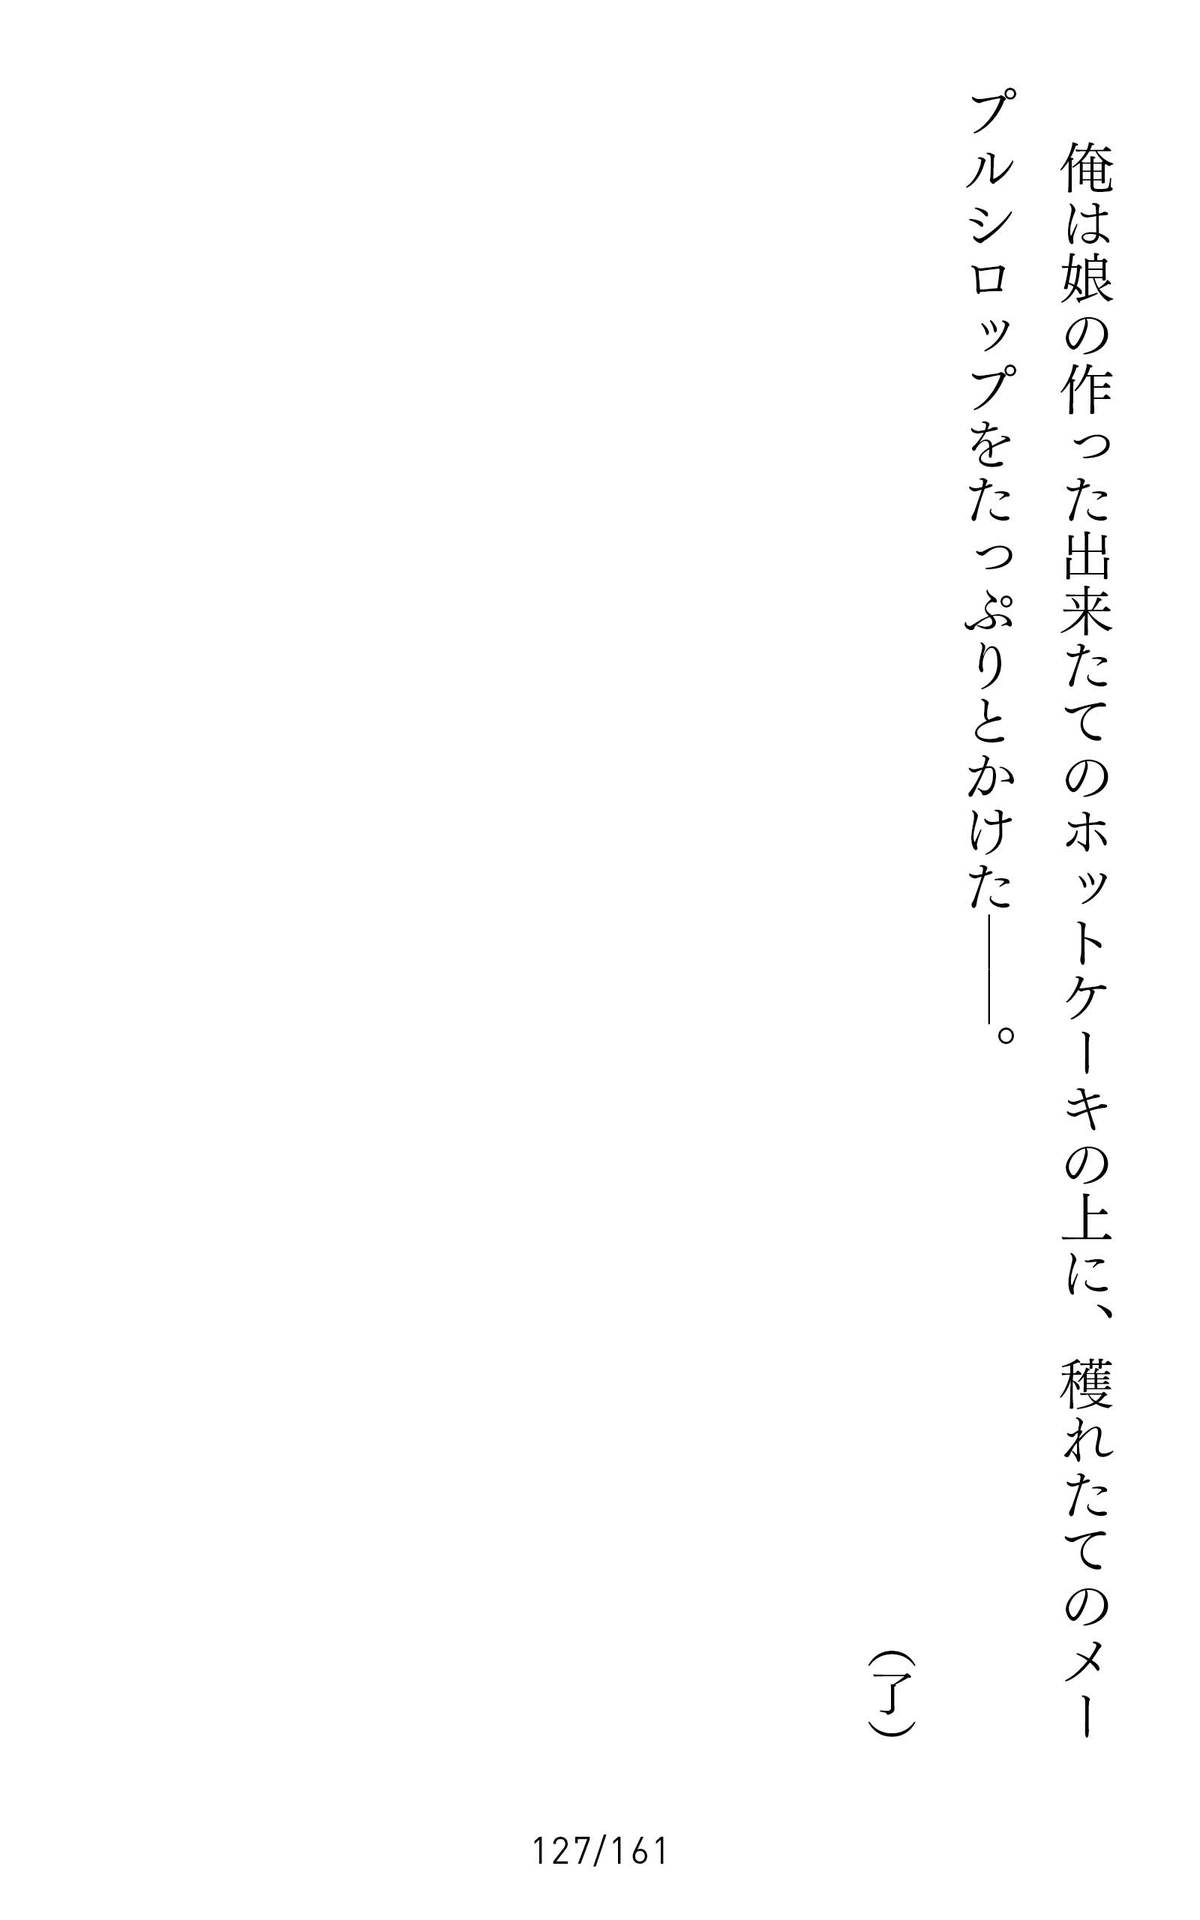 俺は娘の作った出来たてのホットケーキの上に、穫れたてのメー
プルシロップをたっぷりとかけた――。
（了）
127/161